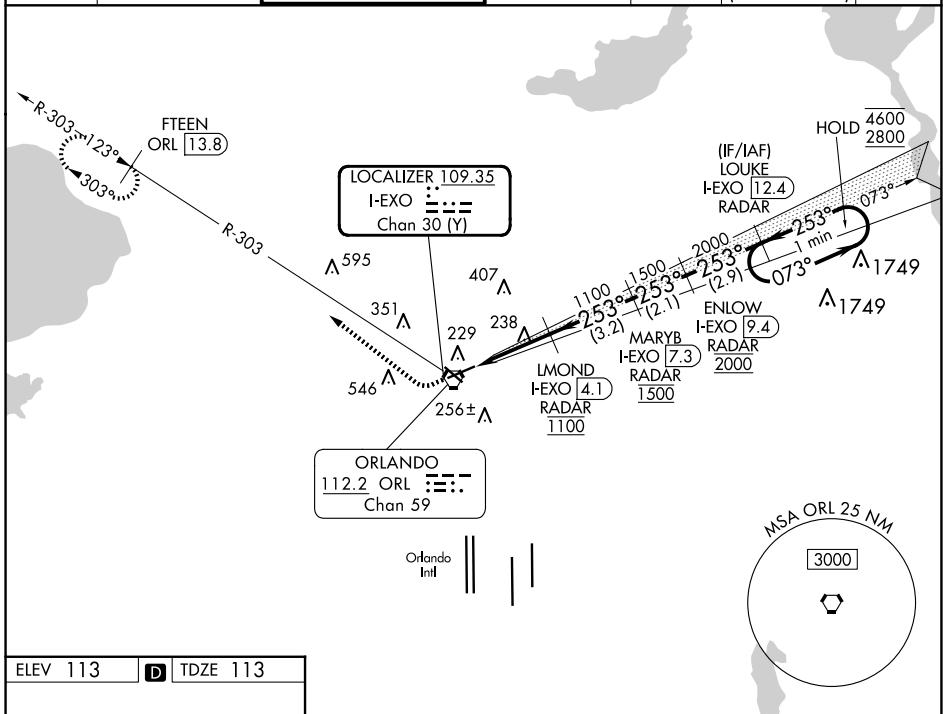 R-303
123°
303°
FTEEN
ORL 13.8
R-303
LOCALIZER 109.35
I-EXO
Chan 30 (Y)
HOLD
4600
2800
(IF/IAF)
LOUKE
I-EXO 12.4
RADAR
073°
253°
1 min
073°
1749
1749
2000
253°
(2.9)
1500
253°
(2.1)
1100
253°
(3.2)
595
407
351
238
229
546
256±
ENLOW
I-EXO 9.4
RADAR
2000
MARYB
I-EXO 7.3
RADAR
1500
LMOND
I-EXO 4.1
RADAR
1100
ORLANDO
112.2 ORL
Chan 59
Orlando
Intl
MSA ORL 25 NM
3000
ELEV 113
D
TDZE 113